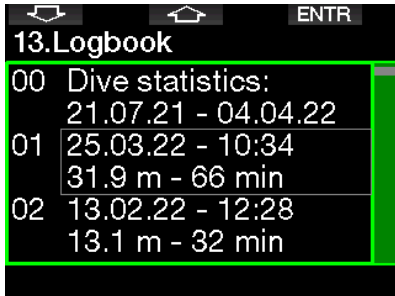 ENTR
13.Logbook
00 Dive statistics:
21.07.21 - 04.04.22
01 25.03.22 - 10:34
31.9 m - 66 min
02 13.02.22 - 12:28
13.1 m - 32 min